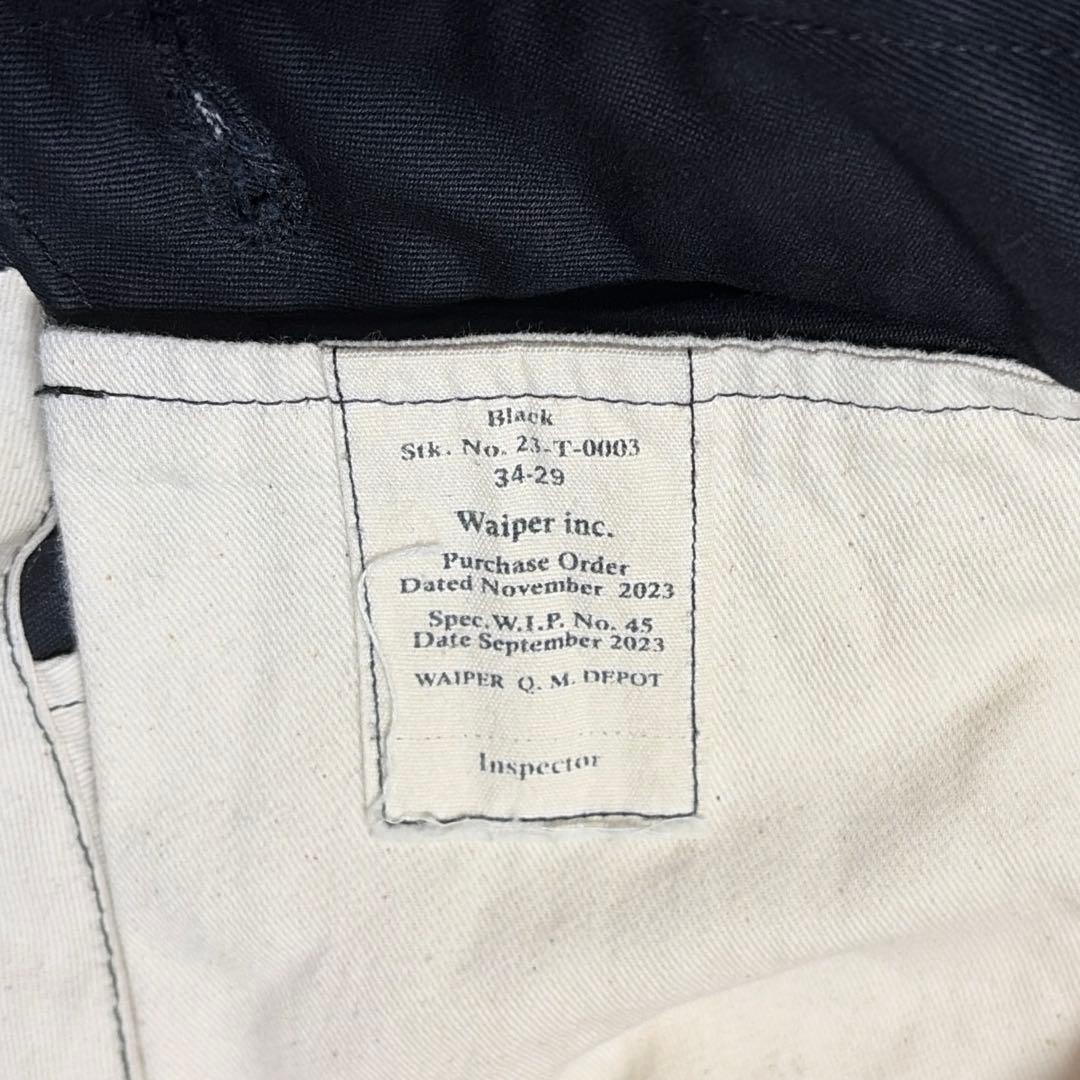 Black
Stk. No. 23-T-0003
34-29
Waiper inc.
Purchase Order
Dated November 2023
Spec.W.I.P. No. 45
Date September 2023
WAIPER Q. M. DEPOT
Inspector